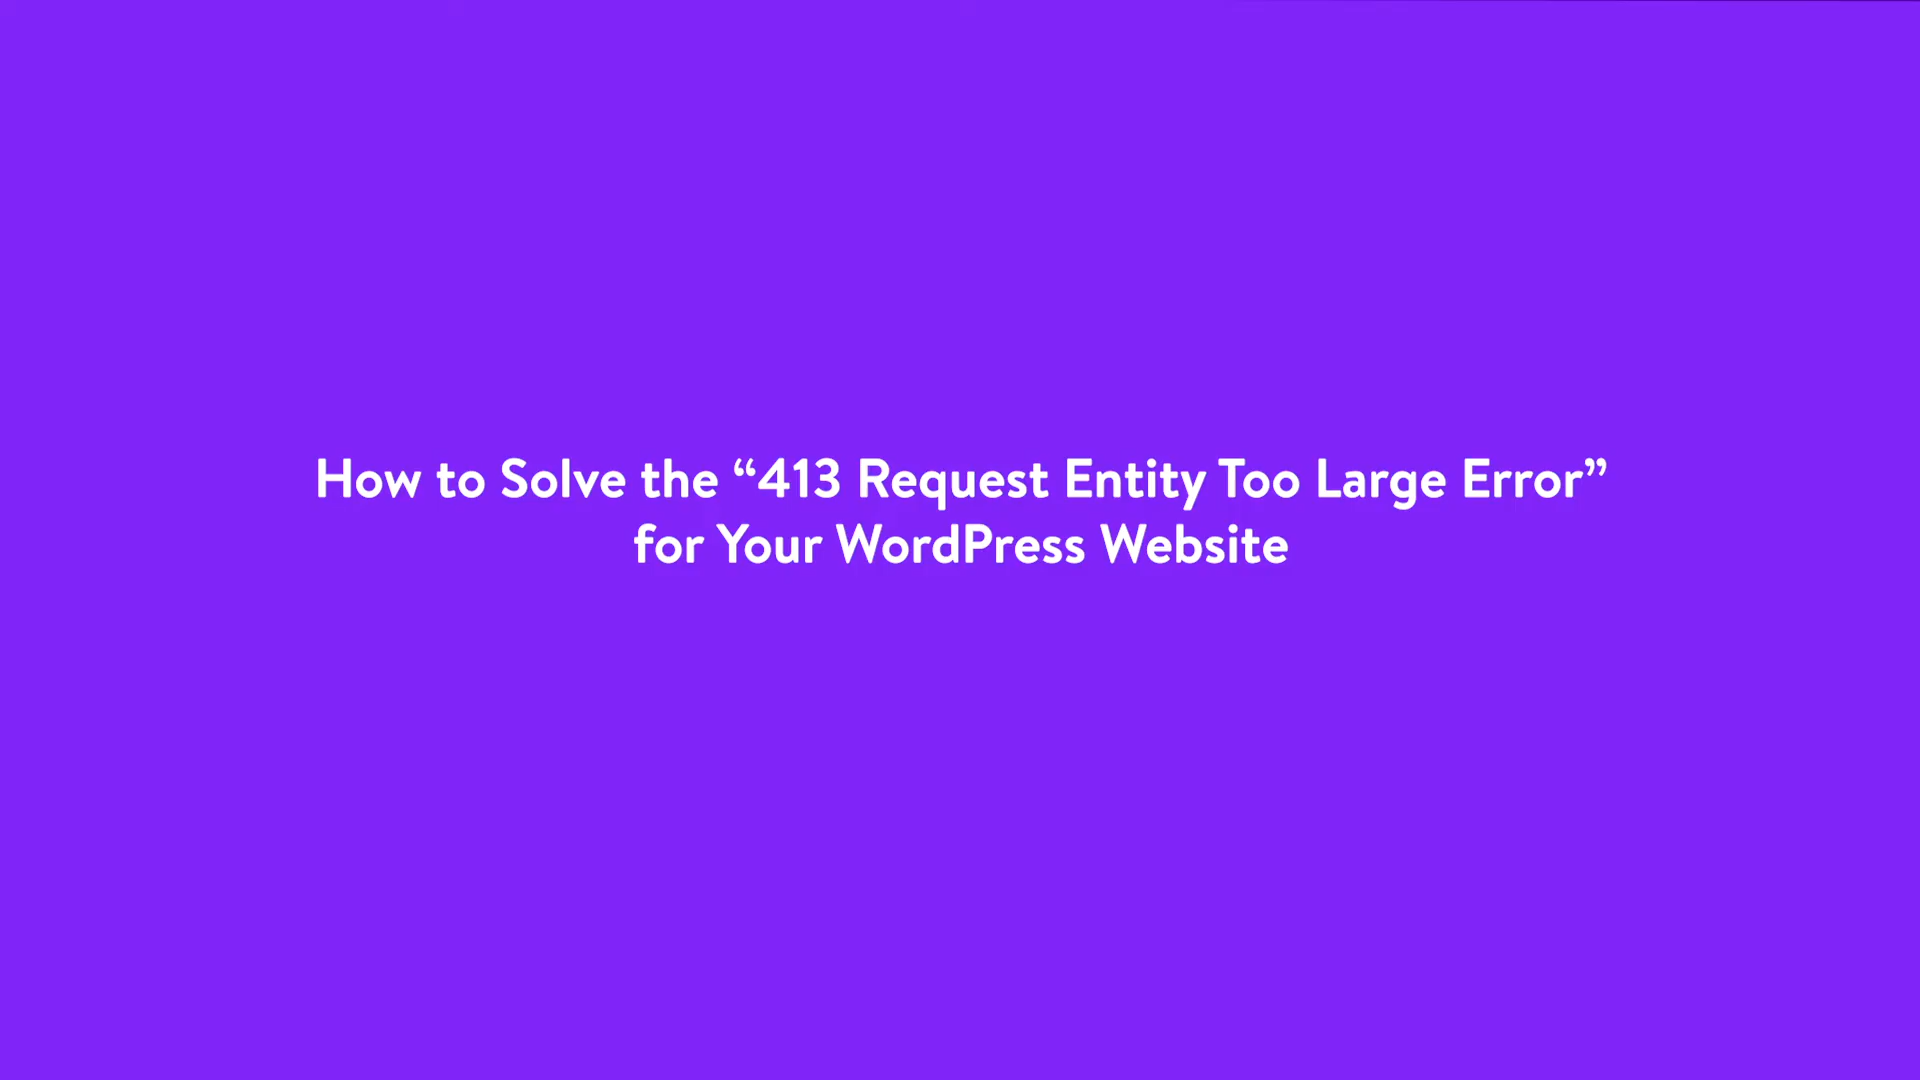 How to Solve the “413 Request Entity Too Large Error”
for Your WordPress Website